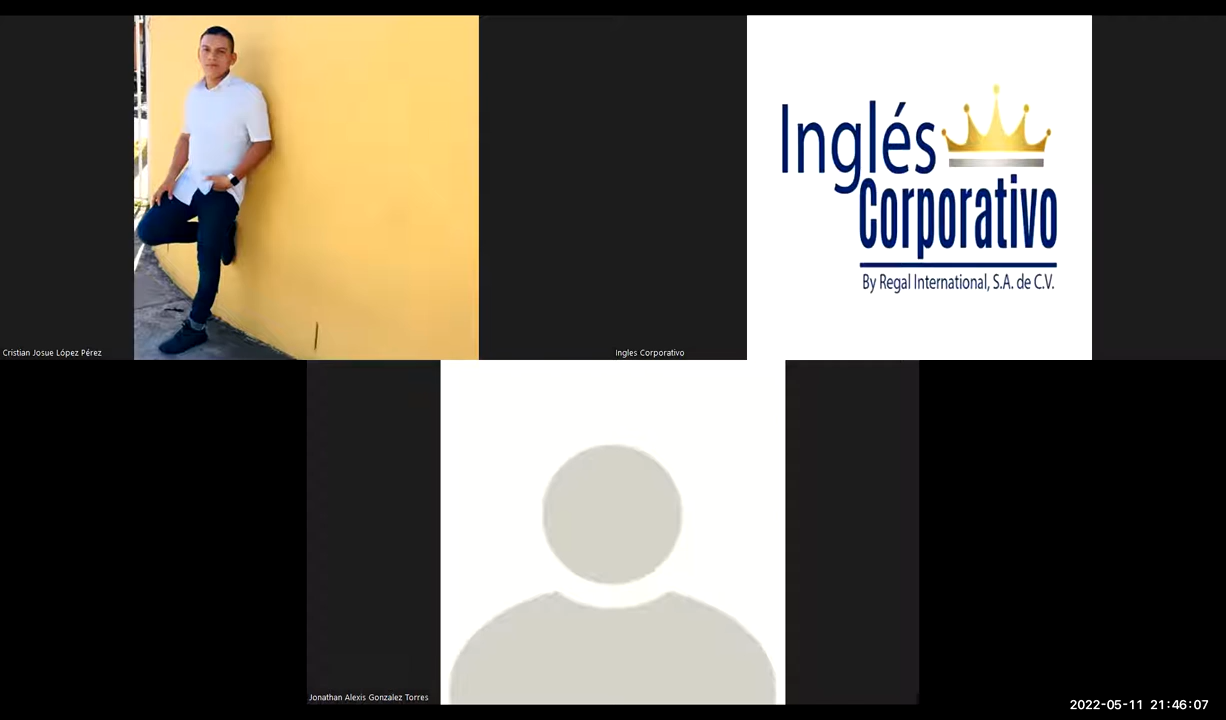 Inglés
Corporativo
By Regal International, S.A. de C.V.
Cristian Josue López Pérez
Ingles Corporativo
Jonathan Alexis Gonzalez Torres
2022-05-11 21:46:07